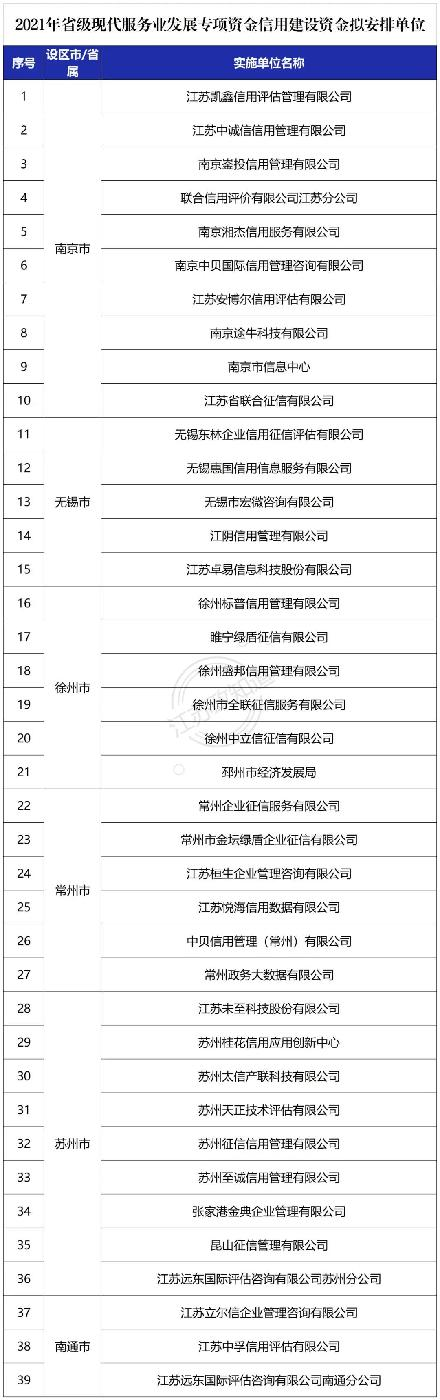 2021年省级现代服务业发展专项资金信用建设资金拟安排单位
序号 设区市/省属 实施单位名称
南京市
1 江苏凯鑫信用评估管理有限公司
2 江苏中诚信信用管理有限公司
3 南京銮投信用管理有限公司
4 联合信用评价有限公司江苏分公司
5 南京湘杰信用服务有限公司
6 南京中贝国际信用管理咨询有限公司
7 江苏安博尔信用评估有限公司
8 南京途牛科技有限公司
9 南京市信息中心
10 江苏省联合征信有限公司
无锡市
11 无锡东林企业信用征信评估有限公司
12 无锡惠国信用信息服务有限公司
13 无锡市宏微咨询有限公司
14 江阴信用管理有限公司
15 江苏卓易信息科技股份有限公司
徐州市
16 徐州标普信用管理有限公司
17 睢宁绿盾征信有限公司
18 徐州盛邦信用管理有限公司
19 徐州市全联征信服务有限公司
20 徐州中立信征信有限公司
21 邳州市经济发展局
常州市
22 常州企业征信服务有限公司
23 常州市金坛绿盾企业征信有限公司
24 江苏桓生企业管理咨询有限公司
25 江苏悦海信用数据有限公司
26 中贝信用管理（常州）有限公司
27 常州政务大数据有限公司
苏州市
28 江苏未至科技股份有限公司
29 苏州桂花信用应用创新中心
30 苏州太信产联科技有限公司
31 苏州天正技术评估有限公司
32 苏州征信信用管理有限公司
33 苏州至诚信用管理有限公司
34 张家港金典企业管理有限公司
35 昆山征信管理有限公司
36 江苏远东国际评估咨询有限公司苏州分公司
南通市
37 江苏立尔信企业管理咨询有限公司
38 江苏中孚信用评估有限公司
39 江苏远东国际评估咨询有限公司南通分公司